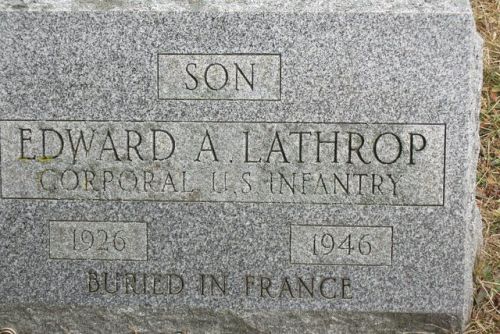 SON
EDWARD A. LATHROP
CORPORAL U.S. INFANTRY
1926 1946
BURIED IN FRANCE